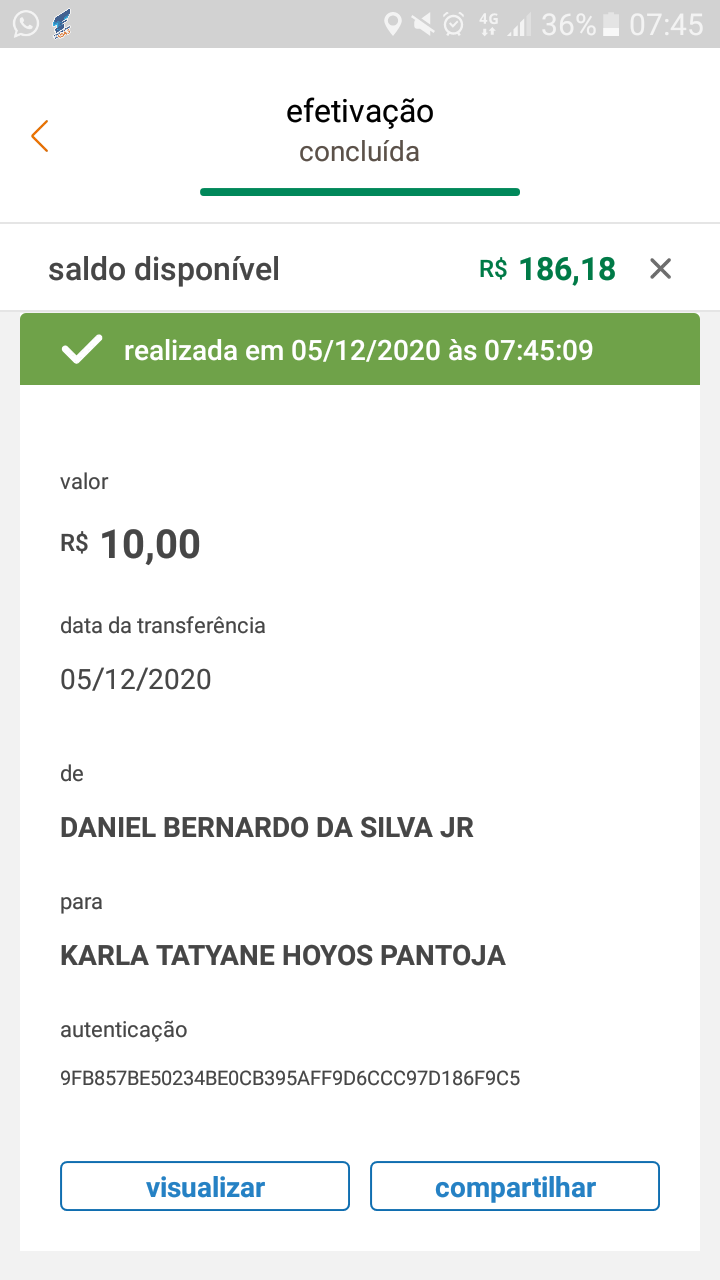 4G 36% 07:45
efetivação
concluída
saldo disponível R$ 186,18
realizada em 05/12/2020 às 07:45:09
valor
R$ 10,00
data da transferência
05/12/2020
de
DANIEL BERNARDO DA SILVA JR
para
KARLA TATYANE HOYOS PANTOJA
autenticação
9FB857BE50234BE0CB395AFF9D6CCC97D186F9C5
visualizar compartilhar